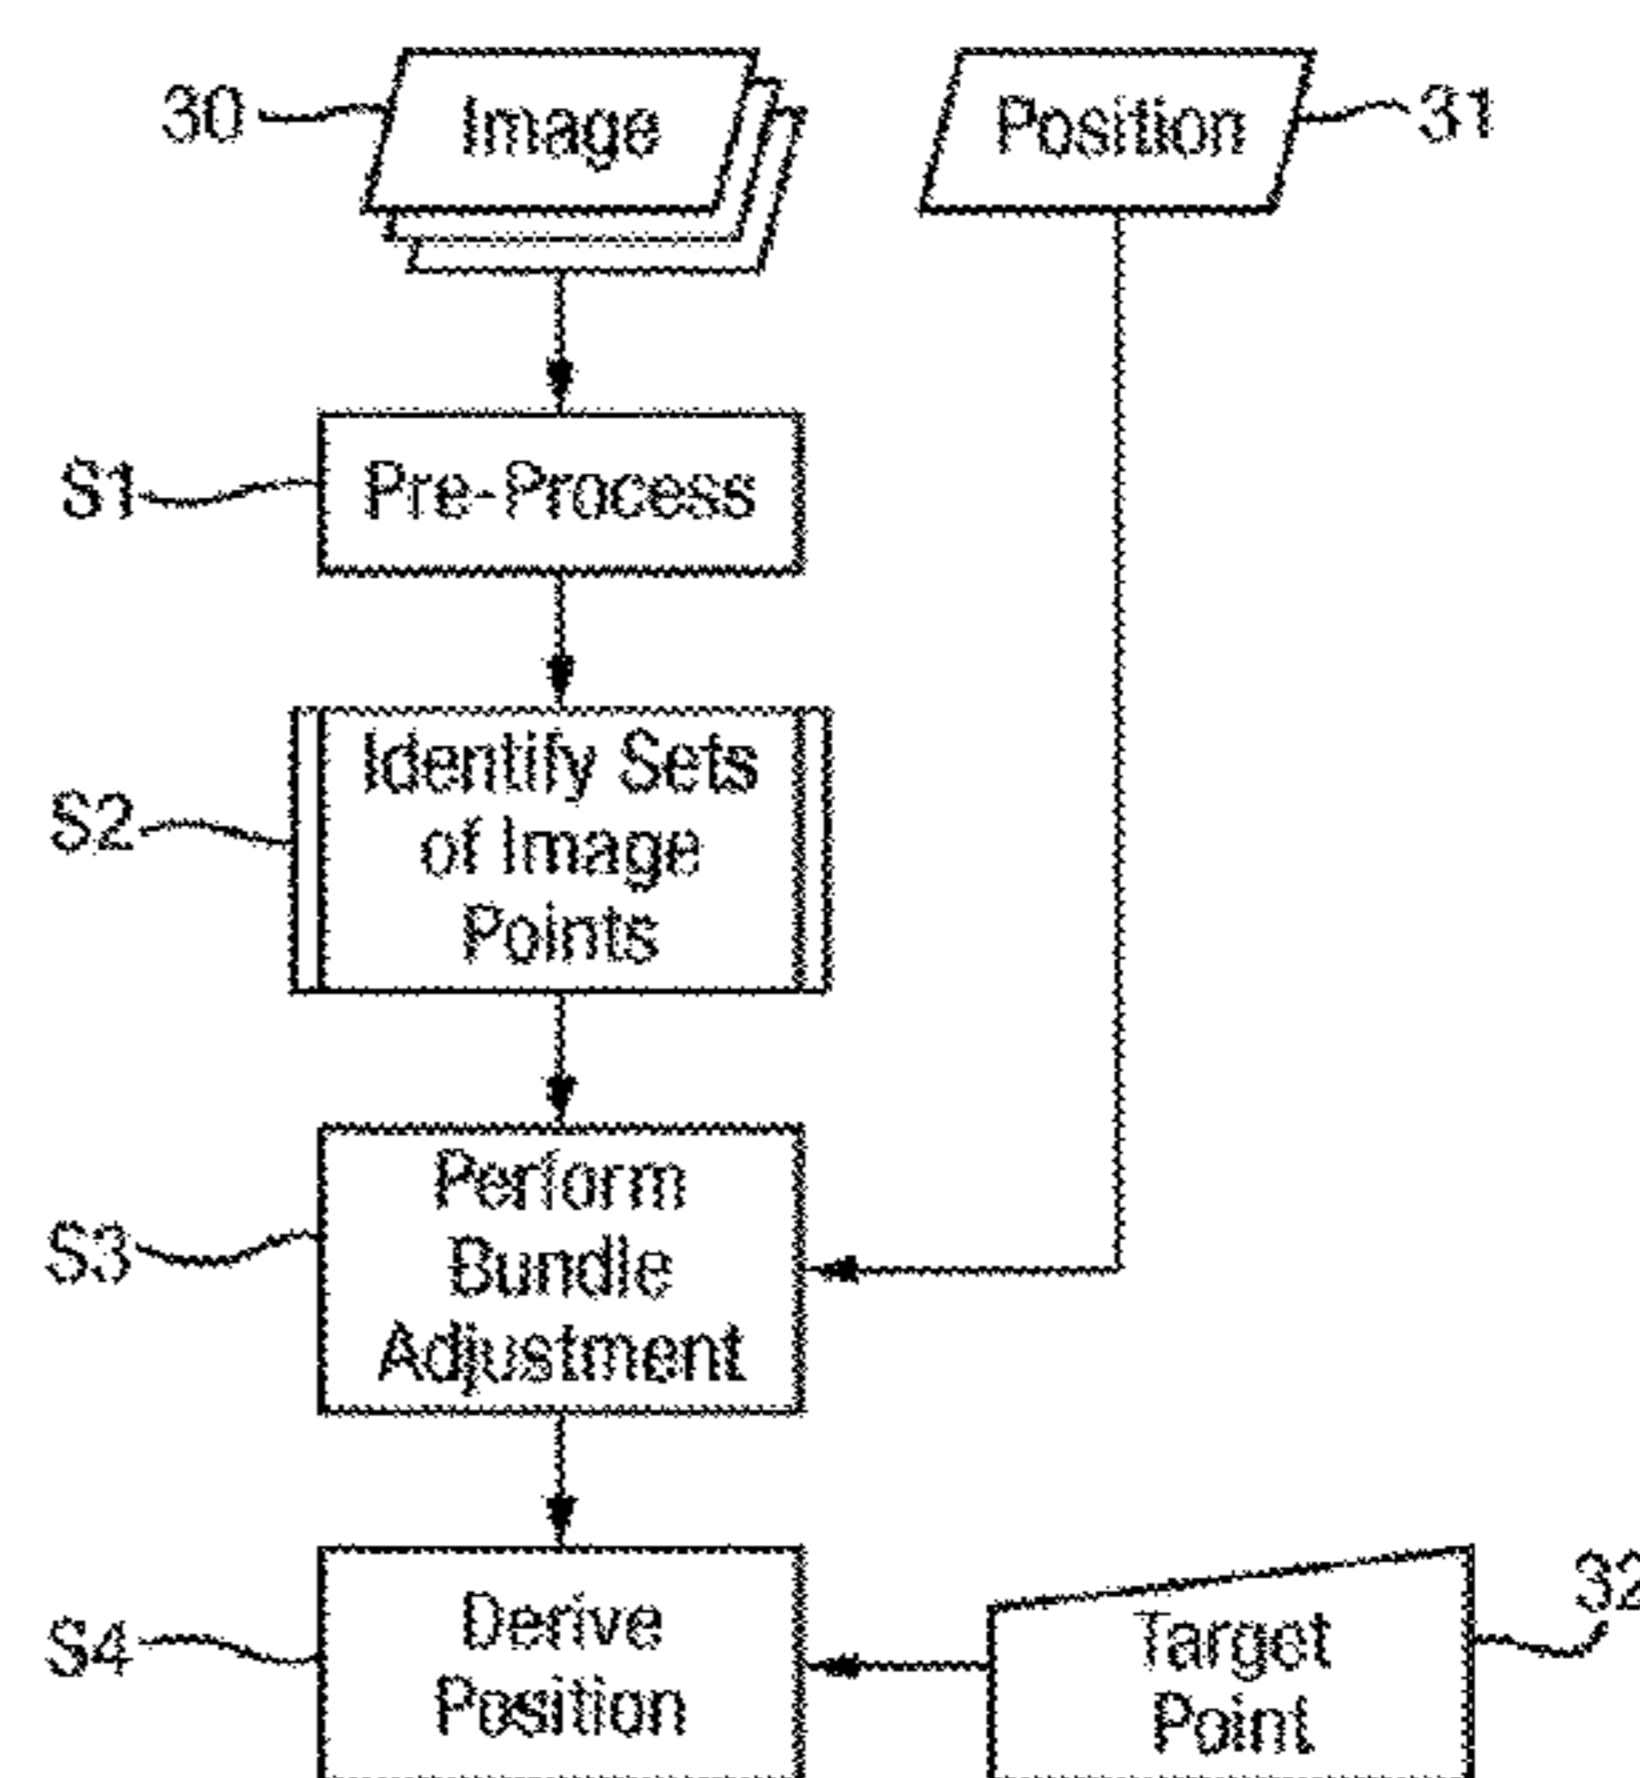 30 Image Position 31
S1 Pre-Process
Identify Sets
S2 of Image
Points
Perform
S3 Bundle
Adjustment
Derive
S4 Position
32
Target
Point